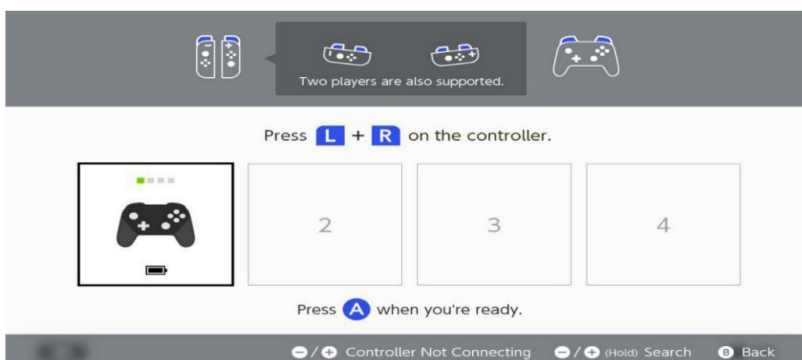 Two players are also supported.
Press L + R on the controller.
2
3
4
Press A when you're ready.
−/+ Controller Not Connecting −/+ (Hold) Search B Back